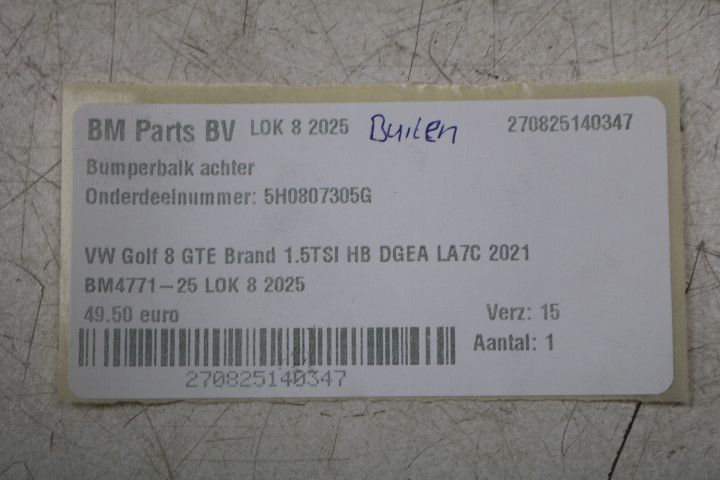 BM Parts BV LOK 8 2025 Buiten 270825140347
Bumperbalk achter
Onderdeelnummer: 5H0807305G
VW Golf 8 GTE Brand 1.5TSI HB DGEA LA7C 2021
BM4771-25 LOK 8 2025
49.50 euro Verz: 15
Aantal: 1
270825140347